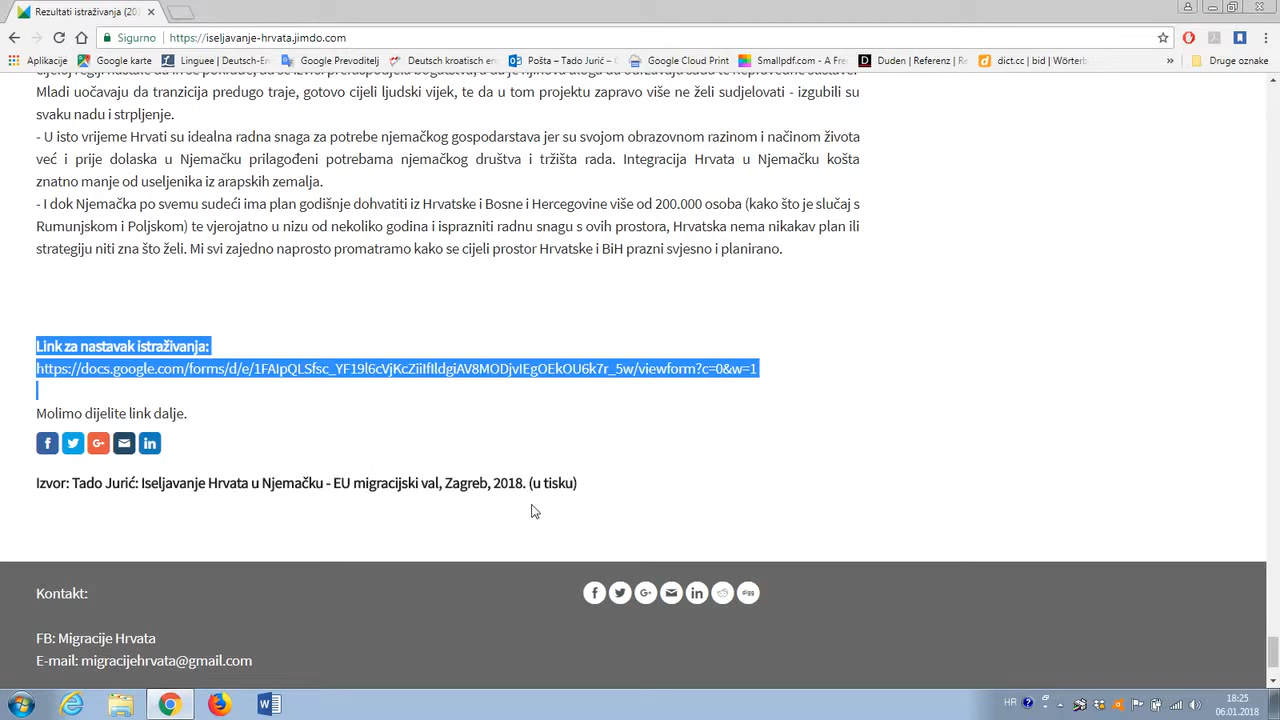 Rezultati istraživanja (20
Sigurno
https://iseljavanje-hrvata.jimdo.com
Aplikacije
Google karte
Linguee | Deutsch-En
Google Prevoditelj
Deutsch kroatisch en
Pošta – Tado Jurić – C
Google Cloud Print
Smallpdf.com - A Fre
Duden | Referenz | Re
dict.cc | bd | Wörterb
»
Druge oznake
Mladi uočavaju da tranzicija predugo traje, gotovo cijeli ljudski vijek, te da u tom projektu zapravo više ne želi sudjelovati - izgubili su
svaku nadu i strpljenje.
- U isto vrijeme Hrvati su idealna radna snaga za potrebe njemačkog gospodarstava jer su svojom obrazovnom razinom i načinom života
već i prije dolaska u Njemačku prilagođeni potrebama njemačkog društva i tržišta rada. Integracija Hrvata u Njemačku košta
znatno manje od useljenika iz arapskih zemalja.
- I dok Njemačka po svemu sudeći ima plan godišnje dohvatiti iz Hrvatske i Bosne i Hercegovine više od 200.000 osoba (kako što je slučaj s
Rumunjskom i Poljskom) te vjerojatno u nizu od nekoliko godina i isprazniti radnu snagu s ovih prostora, Hrvatska nema nikakav plan ili
strategiju niti zna što želi. Mi svi zajedno naprosto promatramo kako se cijeli prostor Hrvatske i BiH prazni svjesno i planirano.
Link za nastavak istraživanja:
https://docs.google.com/forms/d/e/1FAIpQLSfsc_YF19l6cVjKcZiiIfIldgiAV8MODjvIEgOEkOU6k7r_5w/viewform?c=0&w=1
Molimo dijelite link dalje.
Izvor: Tado Jurić: Iseljavanje Hrvata u Njemačku - EU migracijski val, Zagreb, 2018. (u tisku)
Kontakt:
FB: Migracije Hrvata
E-mail: migracijehrvata@gmail.com
HR
18:25
06.01.2018